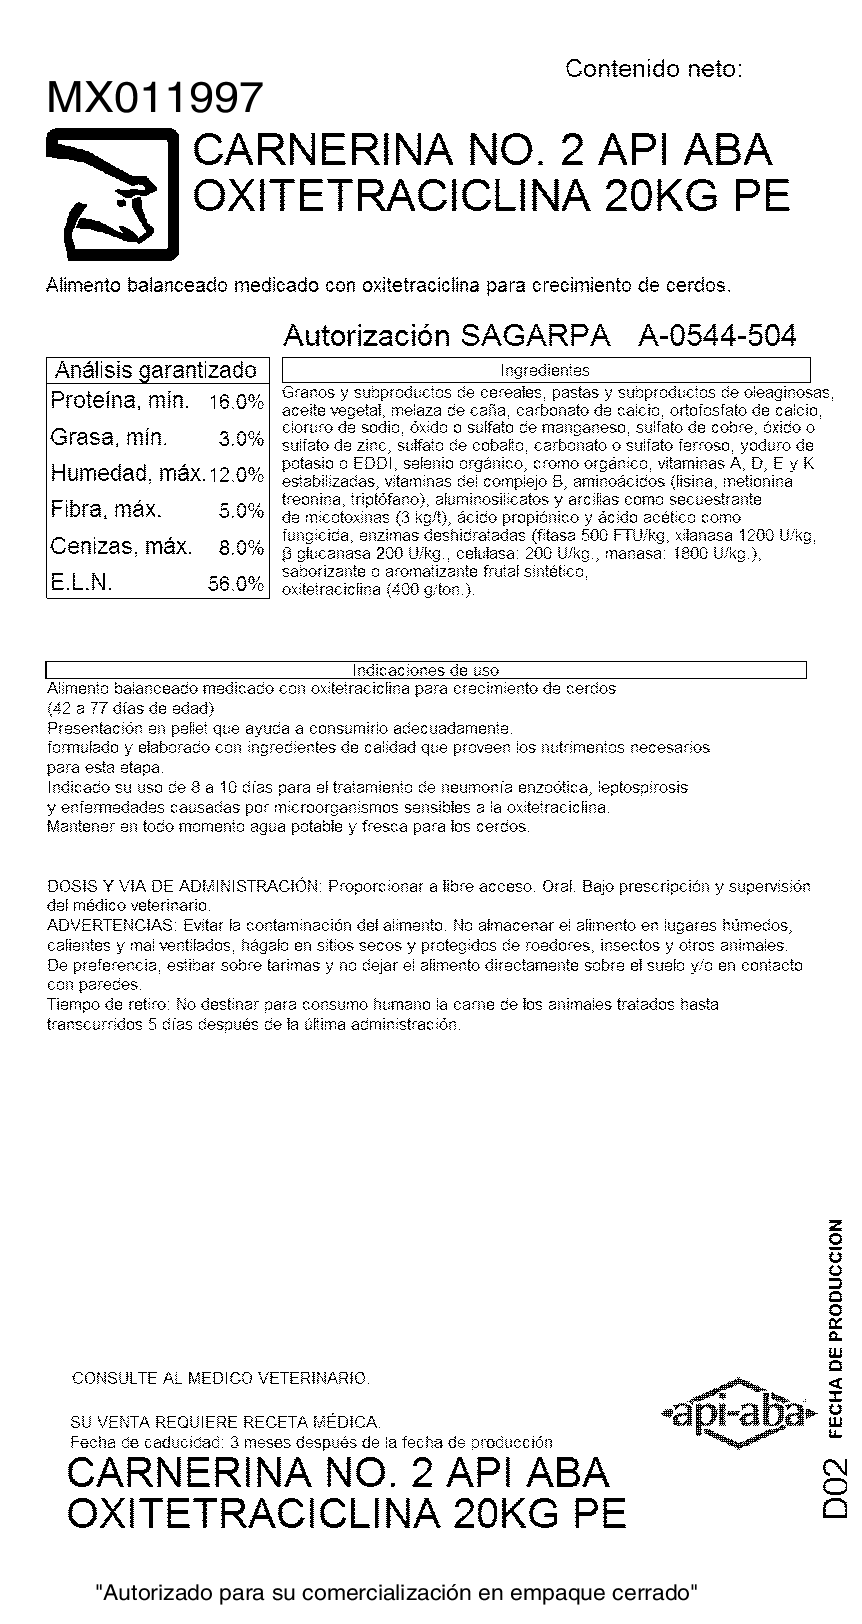 Contenido neto:
MX011997
CARNERINA NO. 2 API ABA
OXITETRACICLINA 20KG PE
Alimento balanceado medicado con oxitetraciclina para crecimiento de cerdos.
Autorización SAGARPA A-0544-504
Análisis garantizado
Proteína, mín. 16.0%
Grasa, mín. 3.0%
Humedad, máx. 12.0%
Fibra, máx. 5.0%
Cenizas, máx. 8.0%
E.L.N. 56.0%
Ingredientes
Granos y subproductos de cereales, pastas y subproductos de oleaginosas,
aceite vegetal, melaza de caña, carbonato de calcio, ortofosfato de calcio,
cloruro de sodio, óxido o sulfato de manganeso, sulfato de cobre, óxido o
sulfato de zinc, sulfato de cobalto, carbonato o sulfato ferroso, yoduro de
potasio o EDDI, selenio orgánico, cromo orgánico, vitaminas A, D, E y K
estabilizadas, vitaminas del complejo B, aminoácidos (lisina, metionina
treonina, triptófano), aluminosilicatos y arcillas como secuestrante
de micotoxinas (3 kg/t), ácido propiónico y ácido acético como
fungicida, enzimas deshidratadas (fitasa 500 FTU/kg, xilanasa 1200 U/kg,
β glucanasa 200 U/kg., celulasa: 200 U/kg., manasa: 1800 U/kg.),
saborizante o aromatizante frutal sintético,
oxitetraciclina (400 g/ton.).
Indicaciones de uso
Alimento balanceado medicado con oxitetraciclina para crecimiento de cerdos
(42 a 77 días de edad)
Presentación en pellet que ayuda a consumirlo adecuadamente.
formulado y elaborado con ingredientes de calidad que proveen los nutrimentos necesarios
para esta etapa.
Indicado su uso de 8 a 10 días para el tratamiento de neumonía enzoótica, leptospirosis
y enfermedades causadas por microorganismos sensibles a la oxitetraciclina.
Mantener en todo momento agua potable y fresca para los cerdos.
DOSIS Y VIA DE ADMINISTRACIÓN: Proporcionar a libre acceso. Oral. Bajo prescripción y supervisión
del médico veterinario.
ADVERTENCIAS: Evitar la contaminación del alimento. No almacenar el alimento en lugares húmedos,
calientes y mal ventilados, hágalo en sitios secos y protegidos de roedores, insectos y otros animales.
De preferencia, estibar sobre tarimas y no dejar el alimento directamente sobre el suelo y/o en contacto
con paredes.
Tiempo de retiro: No destinar para consumo humano la carne de los animales tratados hasta
transcurridos 5 días después de la última administración.
FECHA DE PRODUCCION
D02
CONSULTE AL MEDICO VETERINARIO.
api-aba
SU VENTA REQUIERE RECETA MÉDICA.
Fecha de caducidad: 3 meses después de la fecha de producción
CARNERINA NO. 2 API ABA
OXITETRACICLINA 20KG PE
"Autorizado para su comercialización en empaque cerrado"